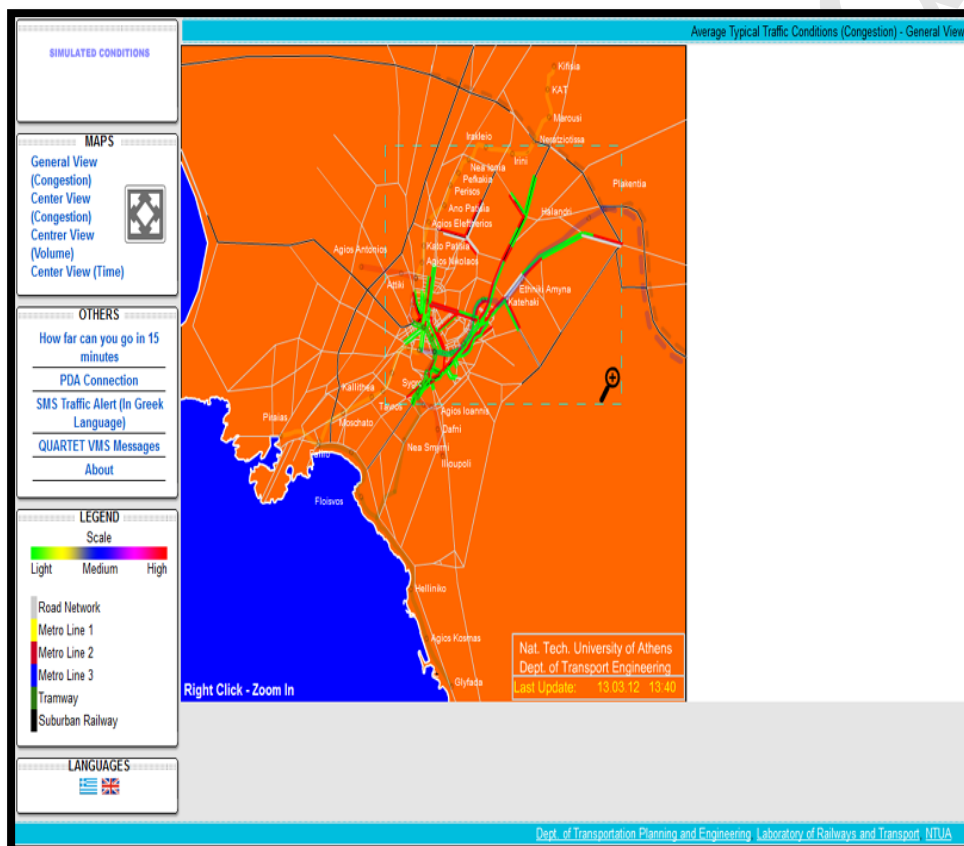 Average Typical Traffic Conditions (Congestion) - General View
SIMULATED CONDITIONS
MAPS
General View
(Congestion)
Center View
(Congestion)
Centrer View
(Volume)
Center View (Time)
OTHERS
How far can you go in 15
minutes
PDA Connection
SMS Traffic Alert (In Greek
Language)
QUARTET VMS Messages
About
LEGEND
Scale
Light Medium High
Road Network
Metro Line 1
Metro Line 2
Metro Line 3
Tramway
Suburban Railway
LANGUAGES
Kifisia
KAT
Marousi
Neratziotissa
Irakleio
Irini
Nea Ionia
Pefkakia
Perisos
Plakentia
Ano Patisia
Halandri
Agios Eleftherios
Kato Patisia
Agios Antonios
Agios Nikolaos
Attiki
Ethniki Amyna
Katehaki
Kallithea
Sygro
Tavros
Agios Ioannis
Piraias
Moschato
Dafni
Nea Smyrni
Faliro
Ilioupoli
Floisvos
Helliniko
Agios Kosmas
Glyfada
Nat. Tech. University of Athens
Dept. of Transport Engineering
Last Update: 13.03.12 13:40
Right Click - Zoom In
Dept. of Transportation Planning and Engineering, Laboratory of Railways and Transport, NTUA